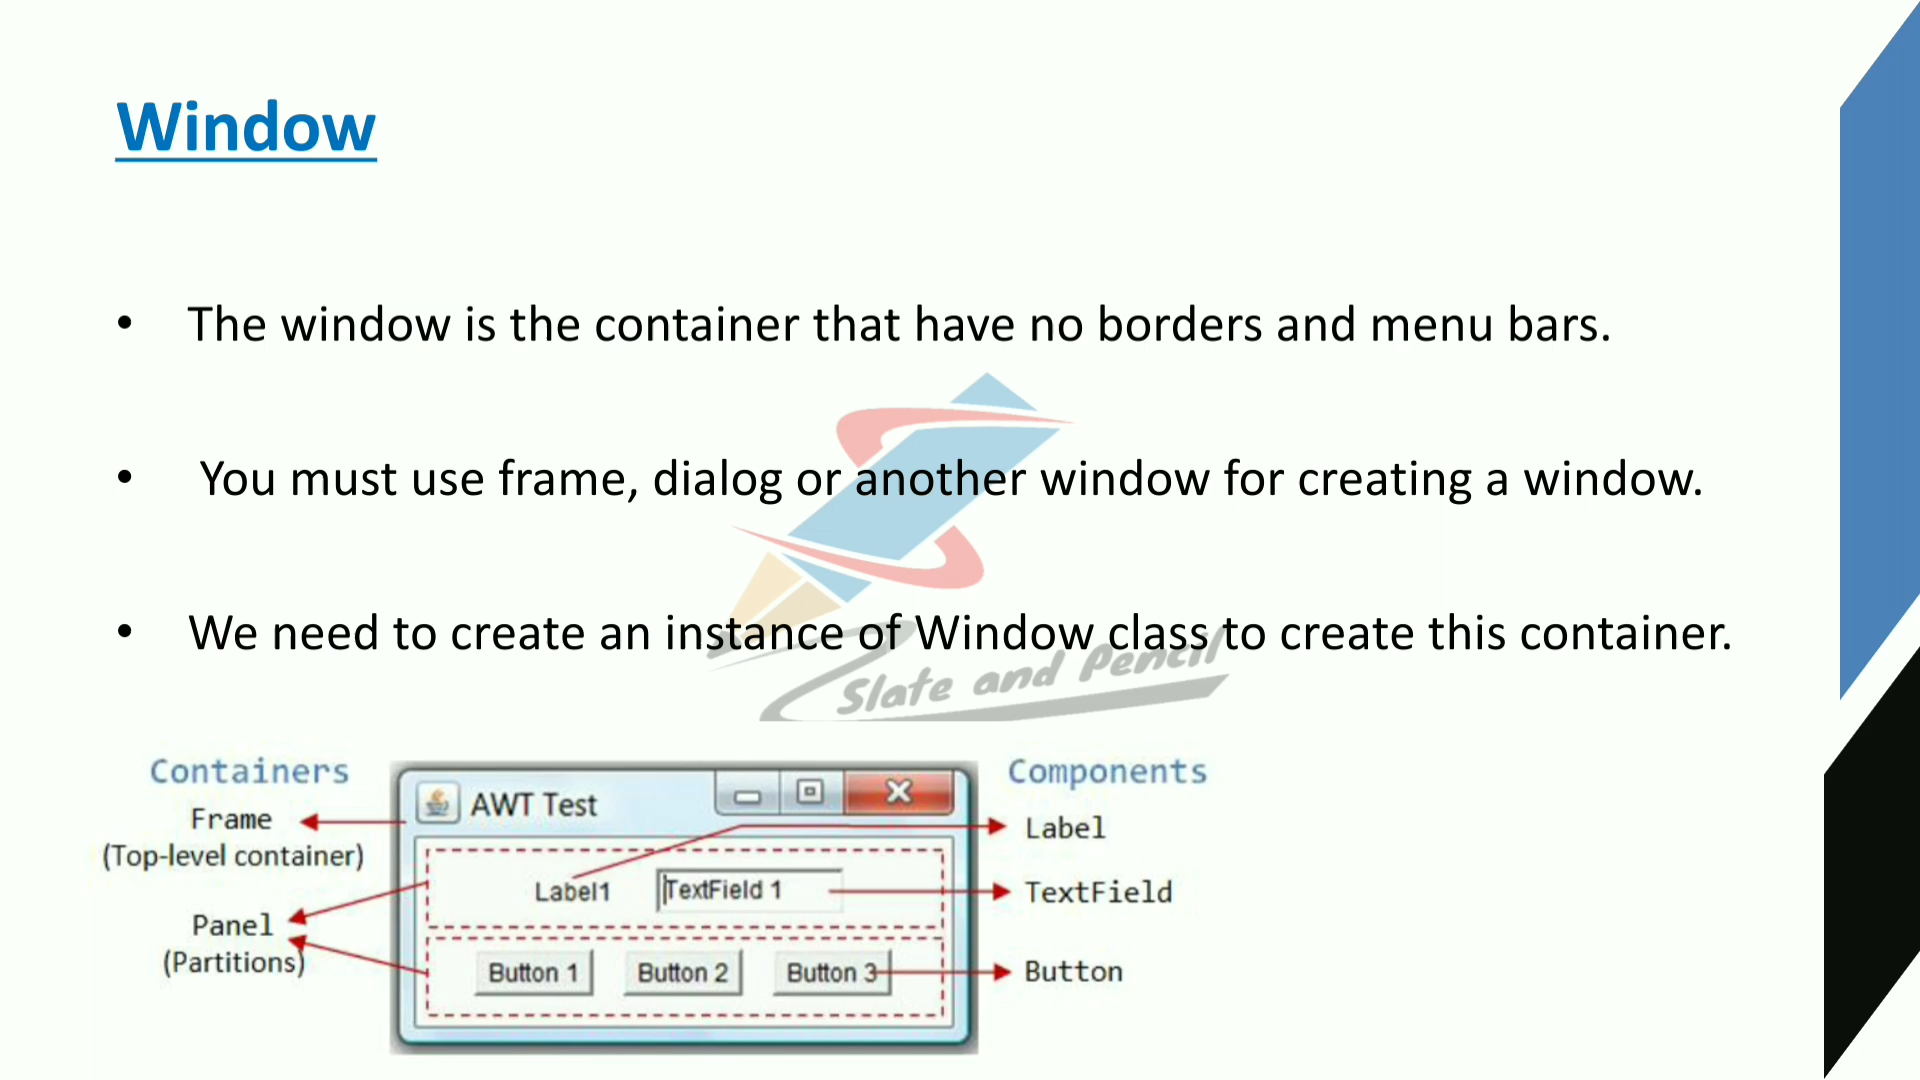 Window
• The window is the container that have no borders and menu bars.
• You must use frame, dialog or another window for creating a window.
• We need to create an instance of Window class to create this container.
Slate and Pencil
Containers
Frame
(Top-level container)
Panel
(Partitions)
AWT Test
Label1
TextField 1
Button 1
Button 2
Button 3
Components
Label
TextField
Button